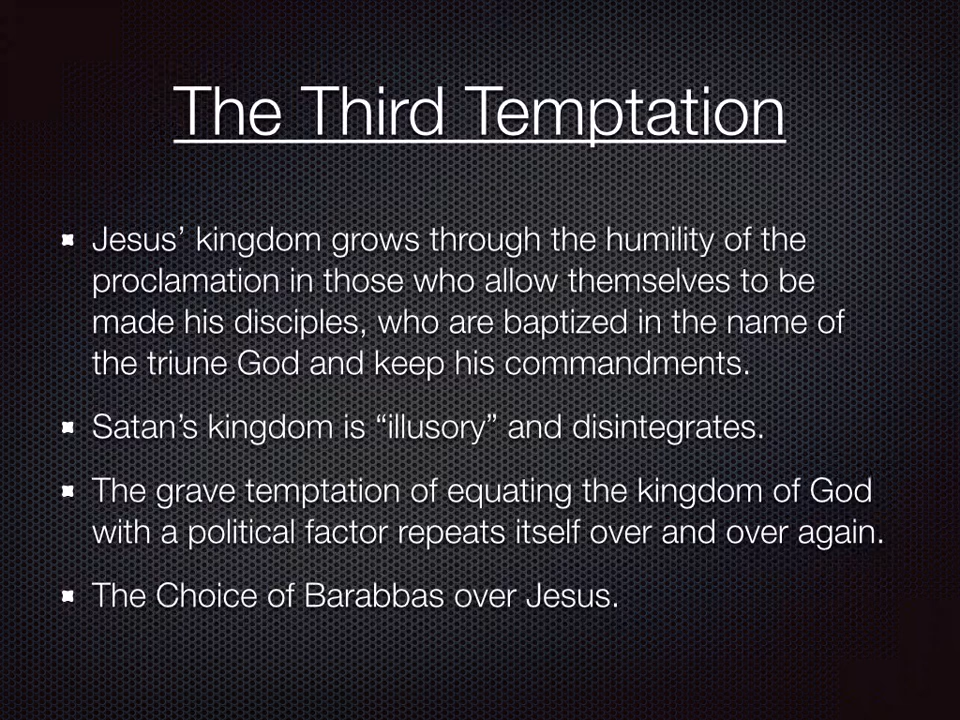 The Third Temptation
Jesus’ kingdom grows through the humility of the
proclamation in those who allow themselves to be
made his disciples, who are baptized in the name of
the triune God and keep his commandments.
Satan’s kingdom is “illusory” and disintegrates.
The grave temptation of equating the kingdom of God
with a political factor repeats itself over and over again.
The Choice of Barabbas over Jesus.